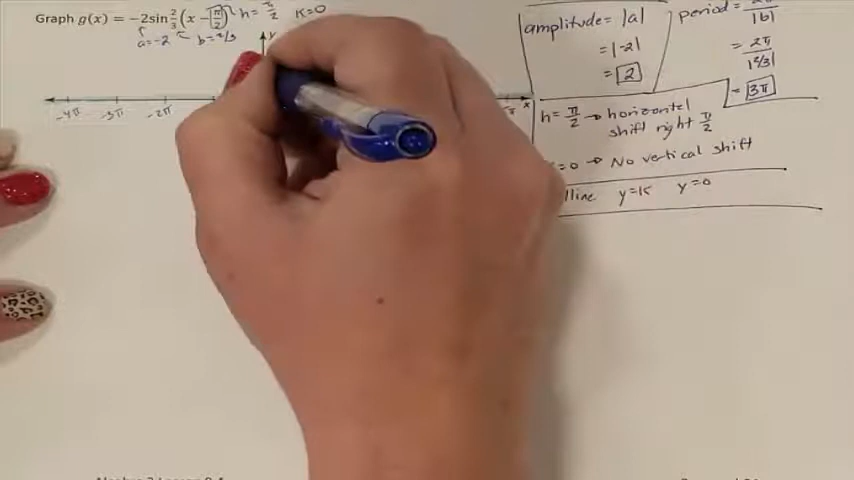 Graph g(x) = -2sin 2/3 (x - π/2) h = π/2 K=0
a=-2 b=2/3
y
-4π -3π -2π
x
amplitude = |a|
= |-2|
= 2
period =
|b|
= 2π
|2/3|
= 3π
h = π/2 → horizontal
shift right π/2
=0 → No vertical shift
line y=K y=0